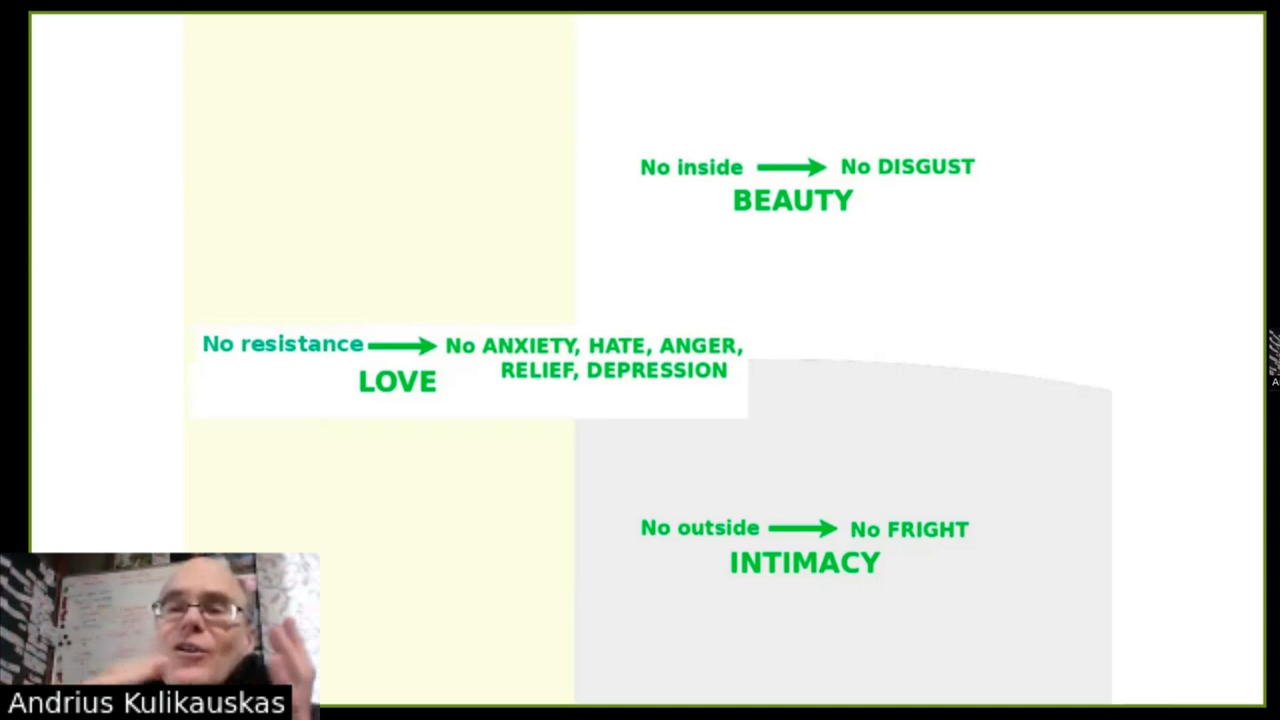 No inside → No DISGUST
BEAUTY
No resistance → No ANXIETY, HATE, ANGER,
RELIEF, DEPRESSION
LOVE
No outside → No FRIGHT
INTIMACY
Andrius Kulikauskas
A